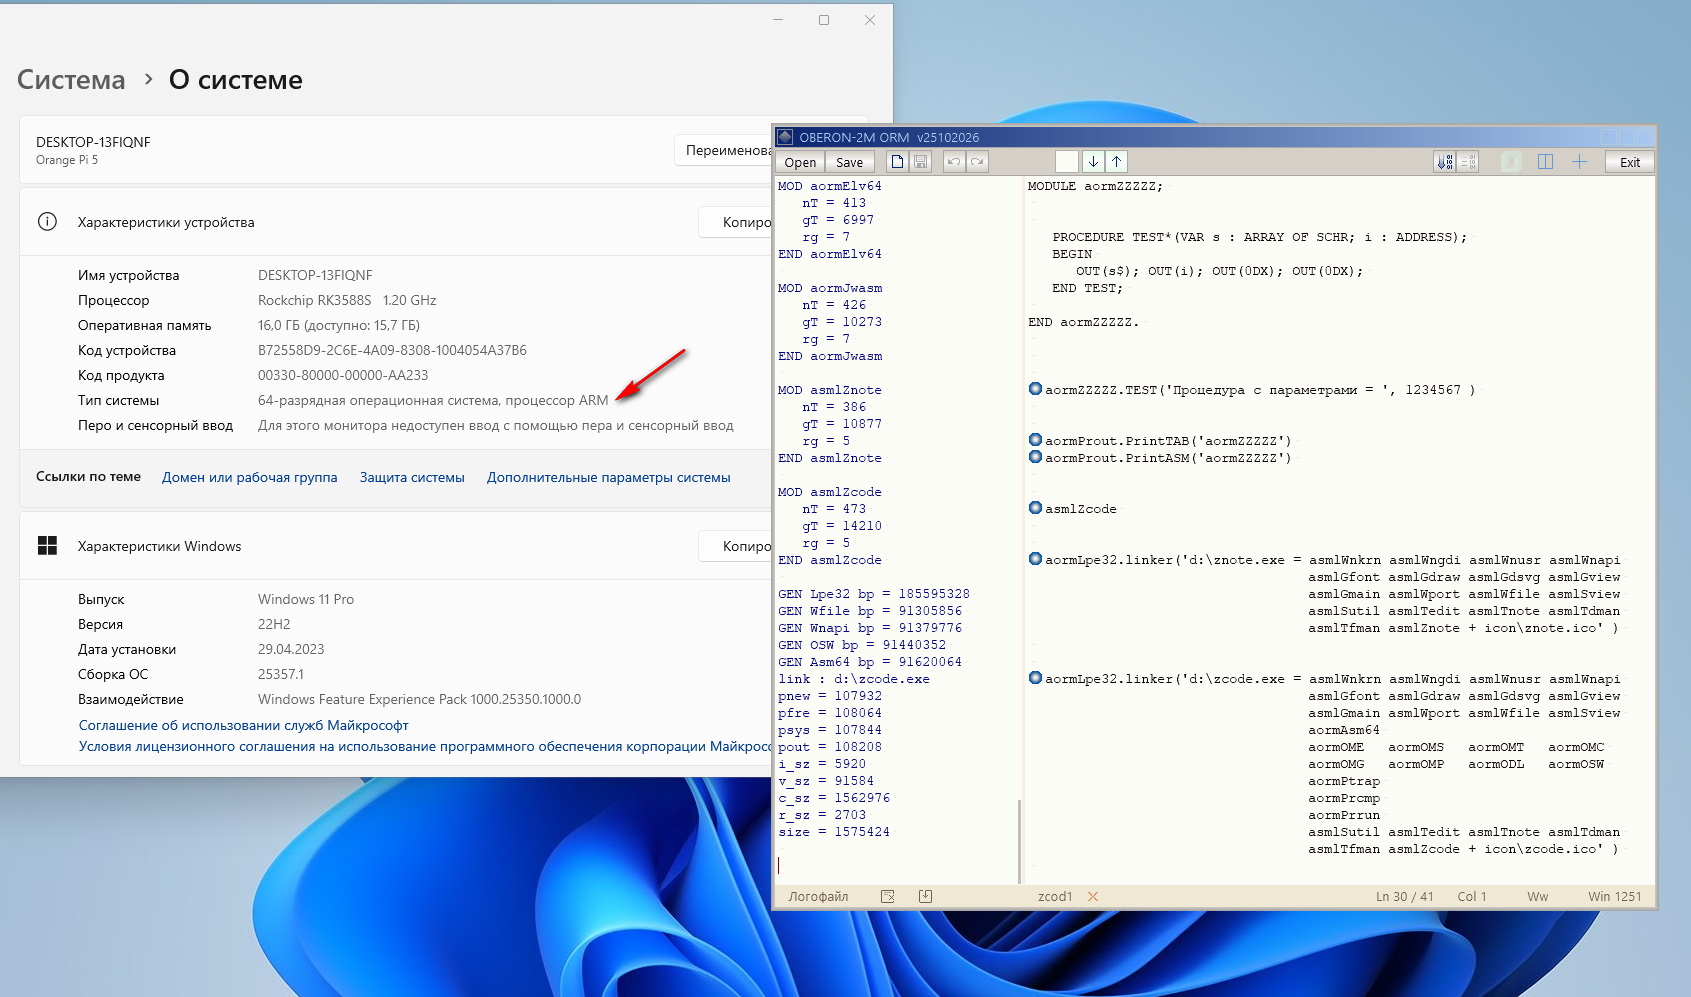 Система › О системе
DESKTOP-13FIQNF
Orange Pi 5
Переименова
Характеристики устройства
Копиро
Имя устройства DESKTOP-13FIQNF
Процессор Rockchip RK3588S 1.20 GHz
Оперативная память 16,0 ГБ (доступно: 15,7 ГБ)
Код устройства B72558D9-2C6E-4A09-8308-1004054A37B6
Код продукта 00330-80000-00000-AA233
Тип системы 64-разрядная операционная система, процессор ARM
Перо и сенсорный ввод Для этого монитора недоступен ввод с помощью пера и сенсорный ввод
Ссылки по теме Домен или рабочая группа Защита системы Дополнительные параметры системы
Характеристики Windows
Копиро
Выпуск Windows 11 Pro
Версия 22H2
Дата установки 29.04.2023
Сборка ОС 25357.1
Взаимодействие Windows Feature Experience Pack 1000.25350.1000.0
Соглашение об использовании служб Майкрософт
Условия лицензионного соглашения на использование программного обеспечения корпорации Майкросо
OBERON-2M ORM v25102026
Open Save Exit
MOD aormElv64
nT = 413
gT = 6997
rg = 7
END aormElv64
MOD aormJwasm
nT = 426
gT = 10273
rg = 7
END aormJwasm
MOD asmlZnote
nT = 386
gT = 10877
rg = 5
END asmlZnote
MOD asmlZcode
nT = 473
gT = 14210
rg = 5
END asmlZcode
GEN Lpe32 bp = 185595328
GEN Wfile bp = 91305856
GEN Wnapi bp = 91379776
GEN OSW bp = 91440352
GEN Asm64 bp = 91620064
link : d:\zcode.exe
pnew = 107932
pfre = 108064
psys = 107844
pout = 108208
i_sz = 5920
v_sz = 91584
c_sz = 1562976
r_sz = 2703
size = 1575424
MODULE aormZZZZZ;
PROCEDURE TEST*(VAR s : ARRAY OF SCHR; i : ADDRESS);
BEGIN
OUT(s$); OUT(i); OUT(0DX); OUT(0DX);
END TEST;
END aormZZZZZ.
aormZZZZZ.TEST('Процедура с параметрами = ', 1234567 )
aormProut.PrintTAB('aormZZZZZ')
aormProut.PrintASM('aormZZZZZ')
asmlZcode
aormLpe32.linker('d:\znote.exe = asmlWnkrn asmlWngdi asmlWnusr asmlWnapi
asmlGfont asmlGdraw asmlGdsvg asmlGview
asmlGmain asmlWport asmlWfile asmlSview
asmlSutil asmlTedit asmlTnote asmlTdman
asmlTfman asmlZnote + icon\znote.ico' )
aormLpe32.linker('d:\zcode.exe = asmlWnkrn asmlWngdi asmlWnusr asmlWnapi
asmlGfont asmlGdraw asmlGdsvg asmlGview
asmlGmain asmlWport asmlWfile asmlSview
aormAsm64
aormOME aormOMS aormOMT aormOMC
aormOMG aormOMP aormODL aormOSW
aormPtrap
aormPrcmp
aormPrrun
asmlSutil asmlTedit asmlTnote asmlTdman
asmlTfman asmlZcode + icon\zcode.ico' )
Логофайл zcod1 Ln 30 / 41 Col 1 Ww Win 1251